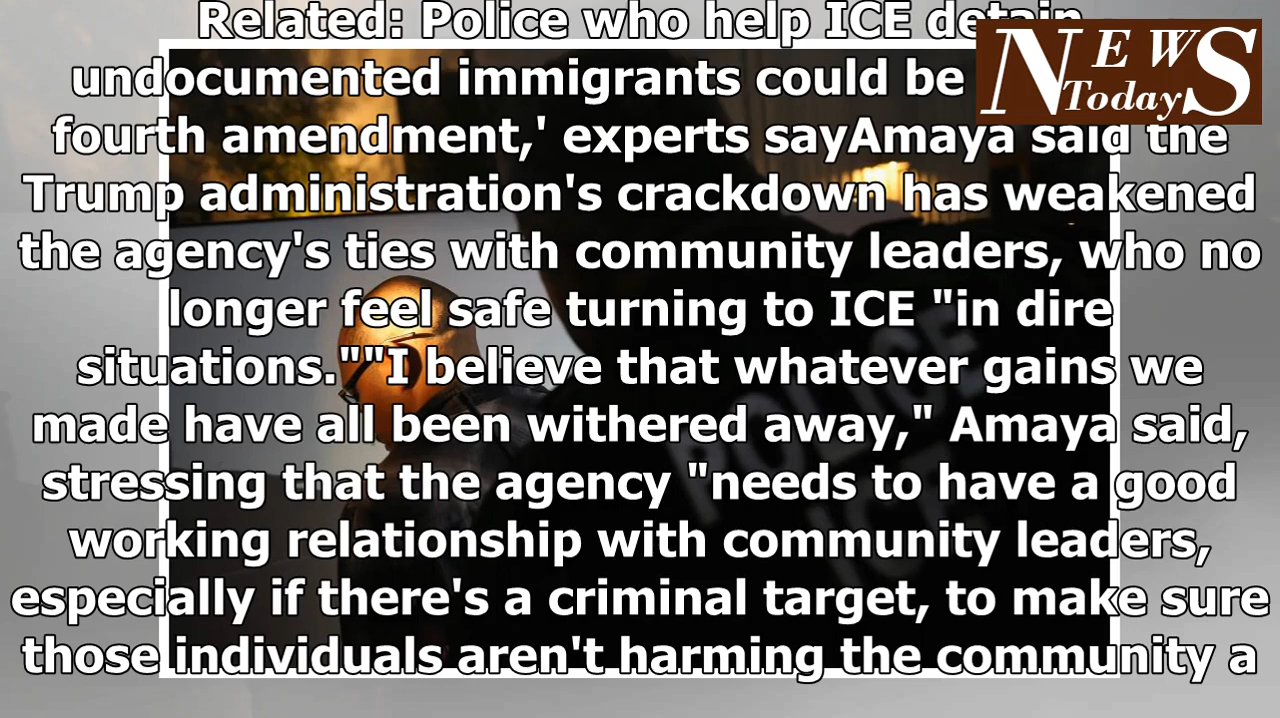 Related: Police who help ICE detain
undocumented immigrants could be
fourth amendment,' experts sayAmaya said the
Trump administration's crackdown has weakened
the agency's ties with community leaders, who no
longer feel safe turning to ICE "in dire
situations.""I believe that whatever gains we
made have all been withered away," Amaya said,
stressing that the agency "needs to have a good
working relationship with community leaders,
especially if there's a criminal target, to make sure
those individuals aren't harming the community a
NEWS
Today
POLICE
ICE